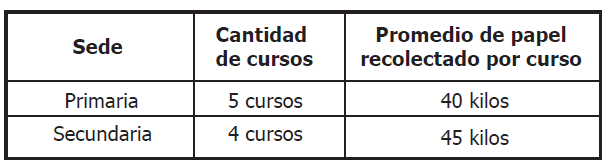 Sede
Cantidad de cursos
Promedio de papel recolectado por curso
Primaria
5 cursos
40 kilos
Secundaria
4 cursos
45 kilos